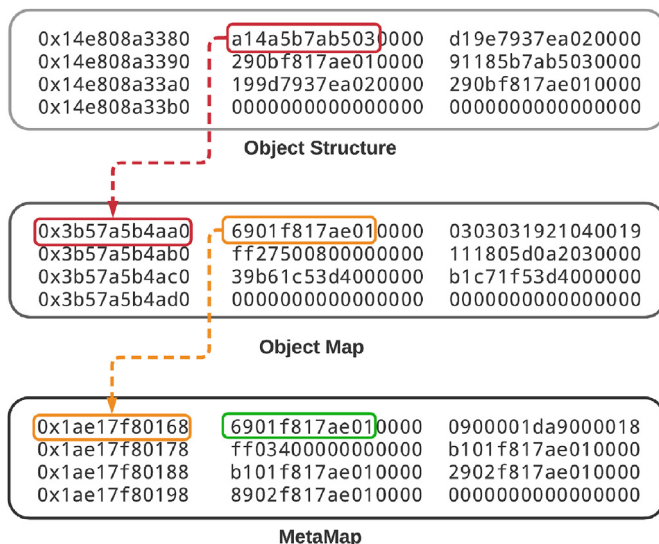 0x14e808a3380 a14a5b7ab5030000 d19e7937ea020000
0x14e808a3390 290bf817ae010000 91185b7ab5030000
0x14e808a33a0 199d7937ea020000 290bf817ae010000
0x14e808a33b0 0000000000000000 0000000000000000
Object Structure
0x3b57a5b4aa0 6901f817ae010000 0303031921040019
0x3b57a5b4ab0 ff27500800000000 111805d0a2030000
0x3b57a5b4ac0 39b61c53d4000000 b1c71f53d4000000
0x3b57a5b4ad0 0000000000000000 0000000000000000
Object Map
0x1ae17f80168 6901f817ae010000 0900001da9000018
0x1ae17f80178 ff03400000000000 b101f817ae010000
0x1ae17f80188 b101f817ae010000 2902f817ae010000
0x1ae17f80198 8902f817ae010000 0000000000000000
MetaMap